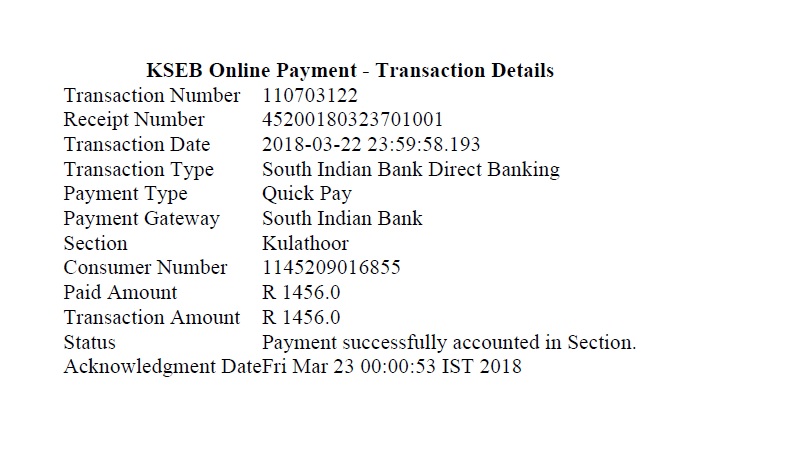 KSEB Online Payment - Transaction Details
Transaction Number 110703122
Receipt Number 45200180323701001
Transaction Date 2018-03-22 23:59:58.193
Transaction Type South Indian Bank Direct Banking
Payment Type Quick Pay
Payment Gateway South Indian Bank
Section Kulathoor
Consumer Number 1145209016855
Paid Amount R 1456.0
Transaction Amount R 1456.0
Status Payment successfully accounted in Section.
Acknowledgment DateFri Mar 23 00:00:53 IST 2018